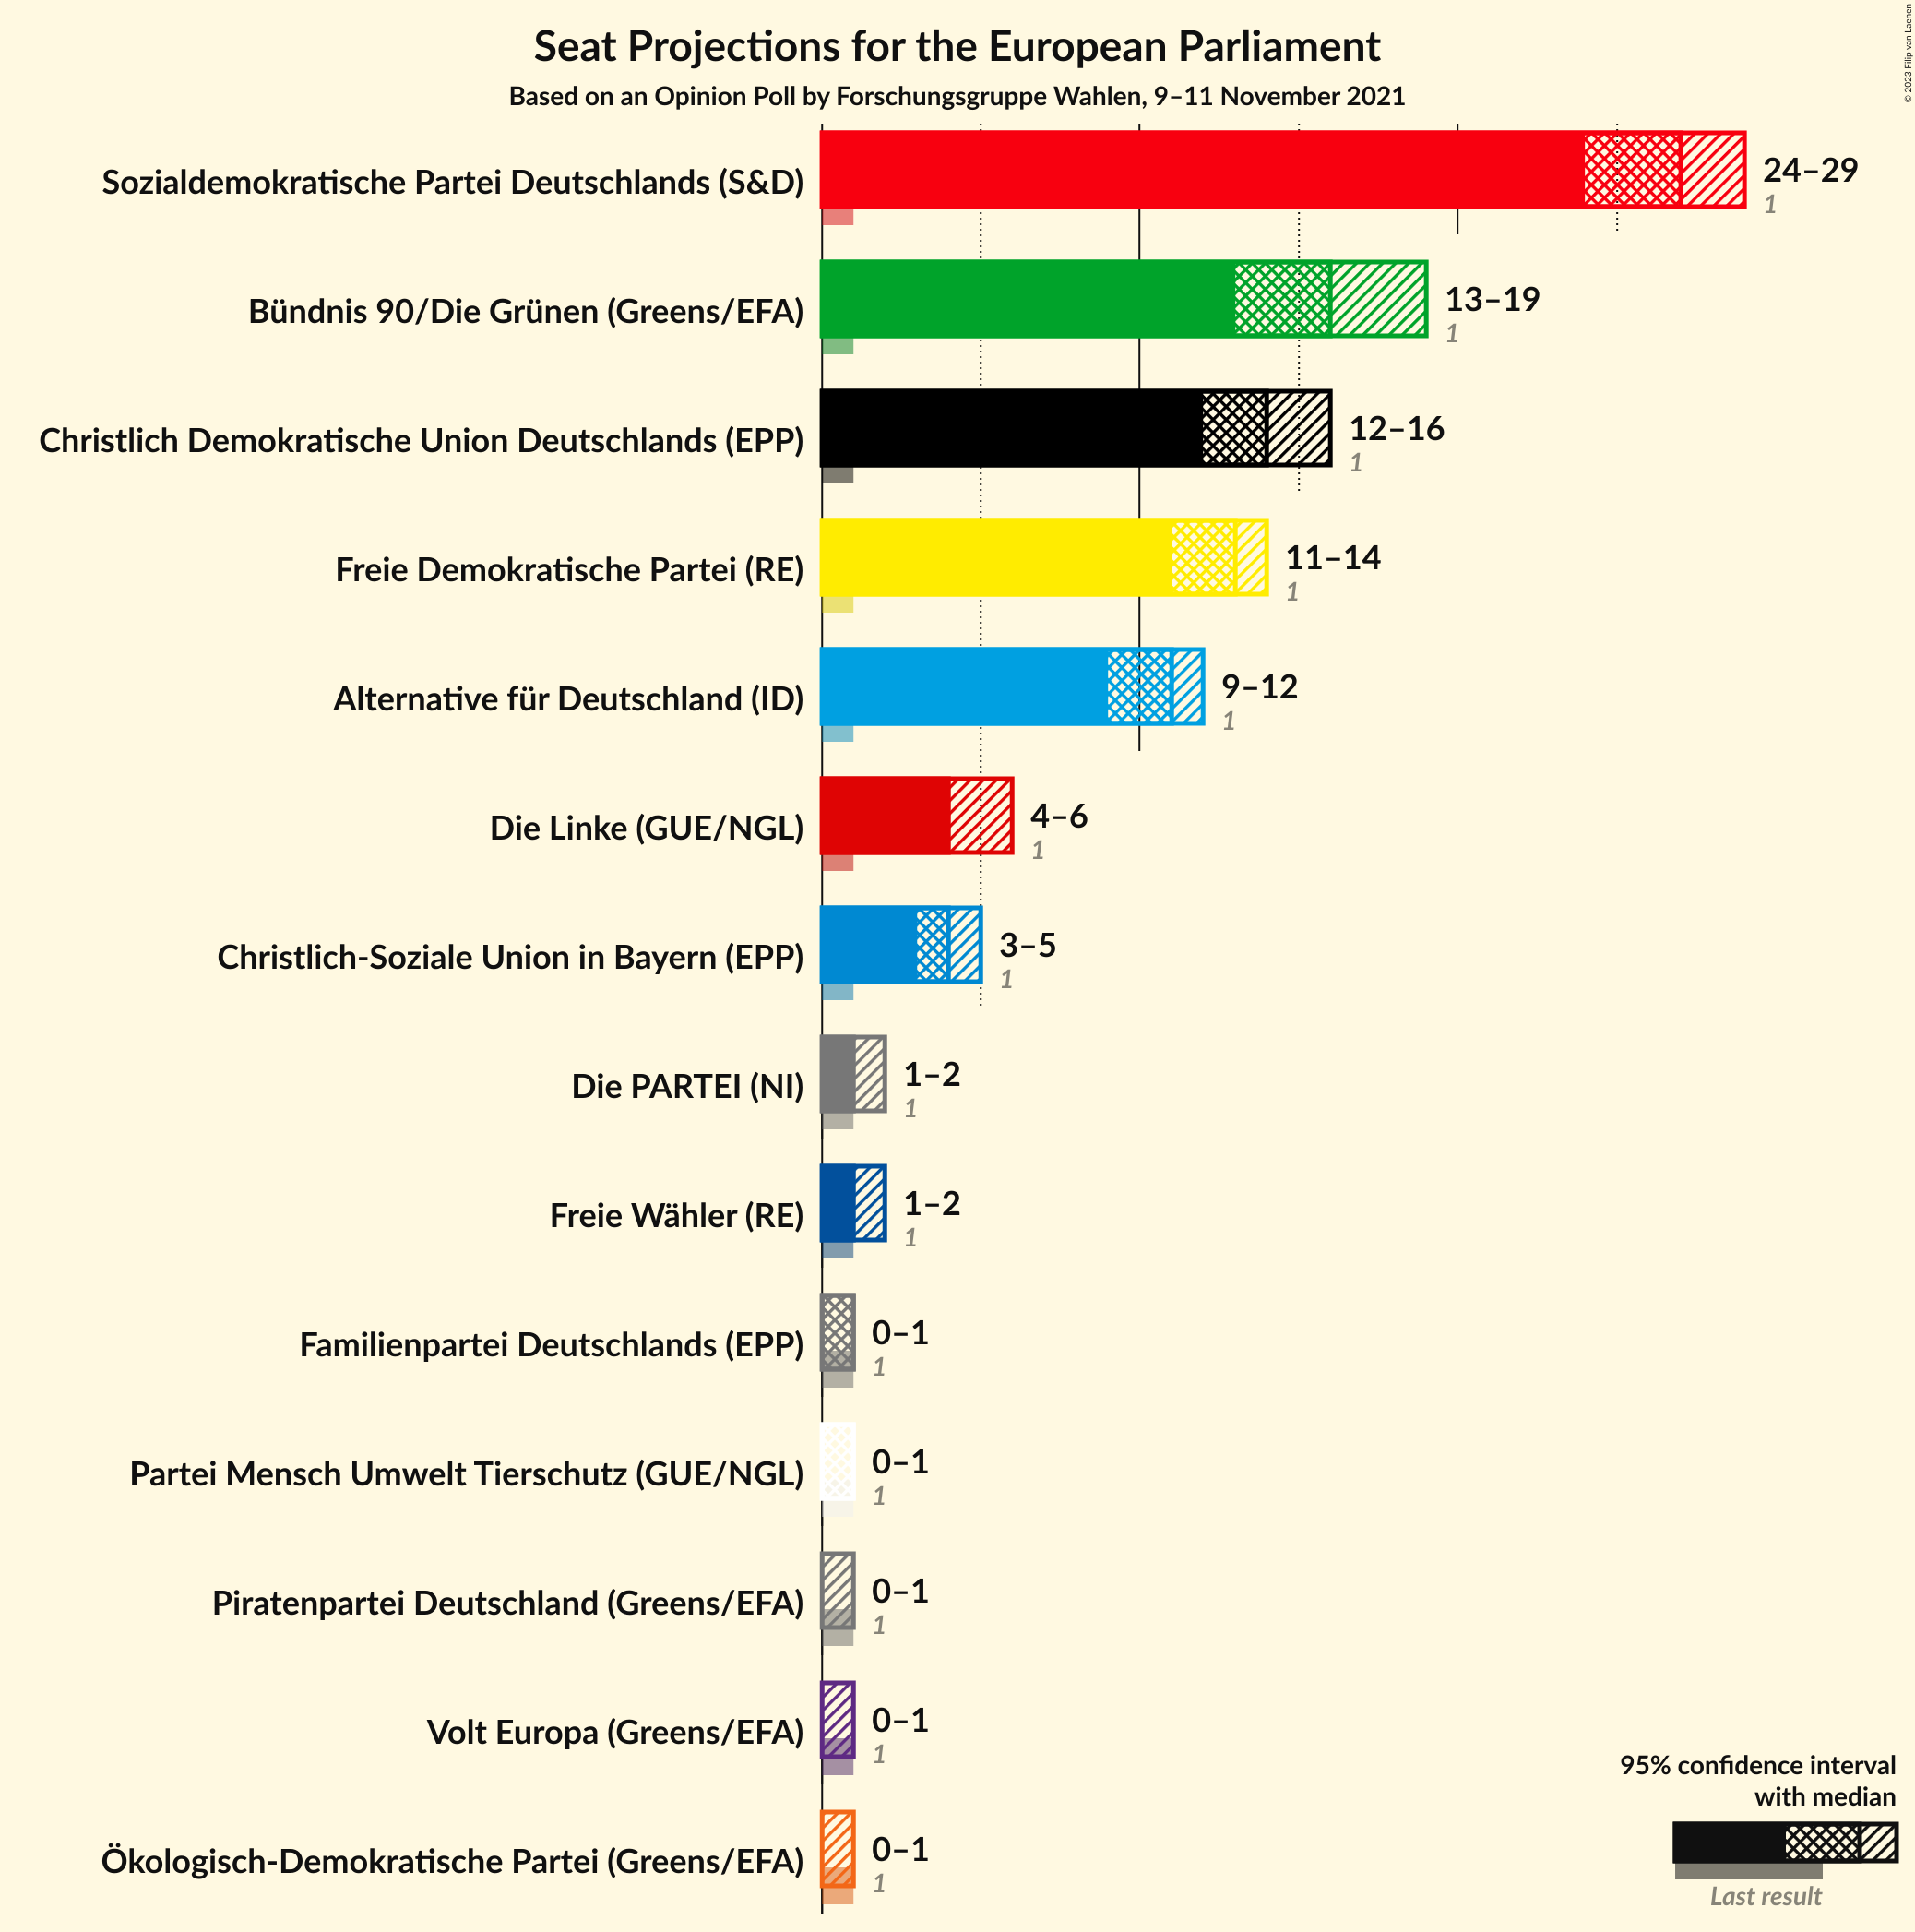 Seat Projections for the European Parliament
Based on an Opinion Poll by Forschungsgruppe Wahlen, 9–11 November 2021
© 2023 Filip van Laenen
Sozialdemokratische Partei Deutschlands (S&D)
24–29
1
Bündnis 90/Die Grünen (Greens/EFA)
13–19
1
Christlich Demokratische Union Deutschlands (EPP)
12–16
1
Freie Demokratische Partei (RE)
11–14
1
Alternative für Deutschland (ID)
9–12
1
Die Linke (GUE/NGL)
4–6
1
Christlich-Soziale Union in Bayern (EPP)
3–5
1
Die PARTEI (NI)
1–2
1
Freie Wähler (RE)
1–2
1
Familienpartei Deutschlands (EPP)
0–1
1
Partei Mensch Umwelt Tierschutz (GUE/NGL)
0–1
1
Piratenpartei Deutschland (Greens/EFA)
0–1
1
Volt Europa (Greens/EFA)
0–1
1
Ökologisch-Demokratische Partei (Greens/EFA)
0–1
1
95% confidence interval
with median
Last result